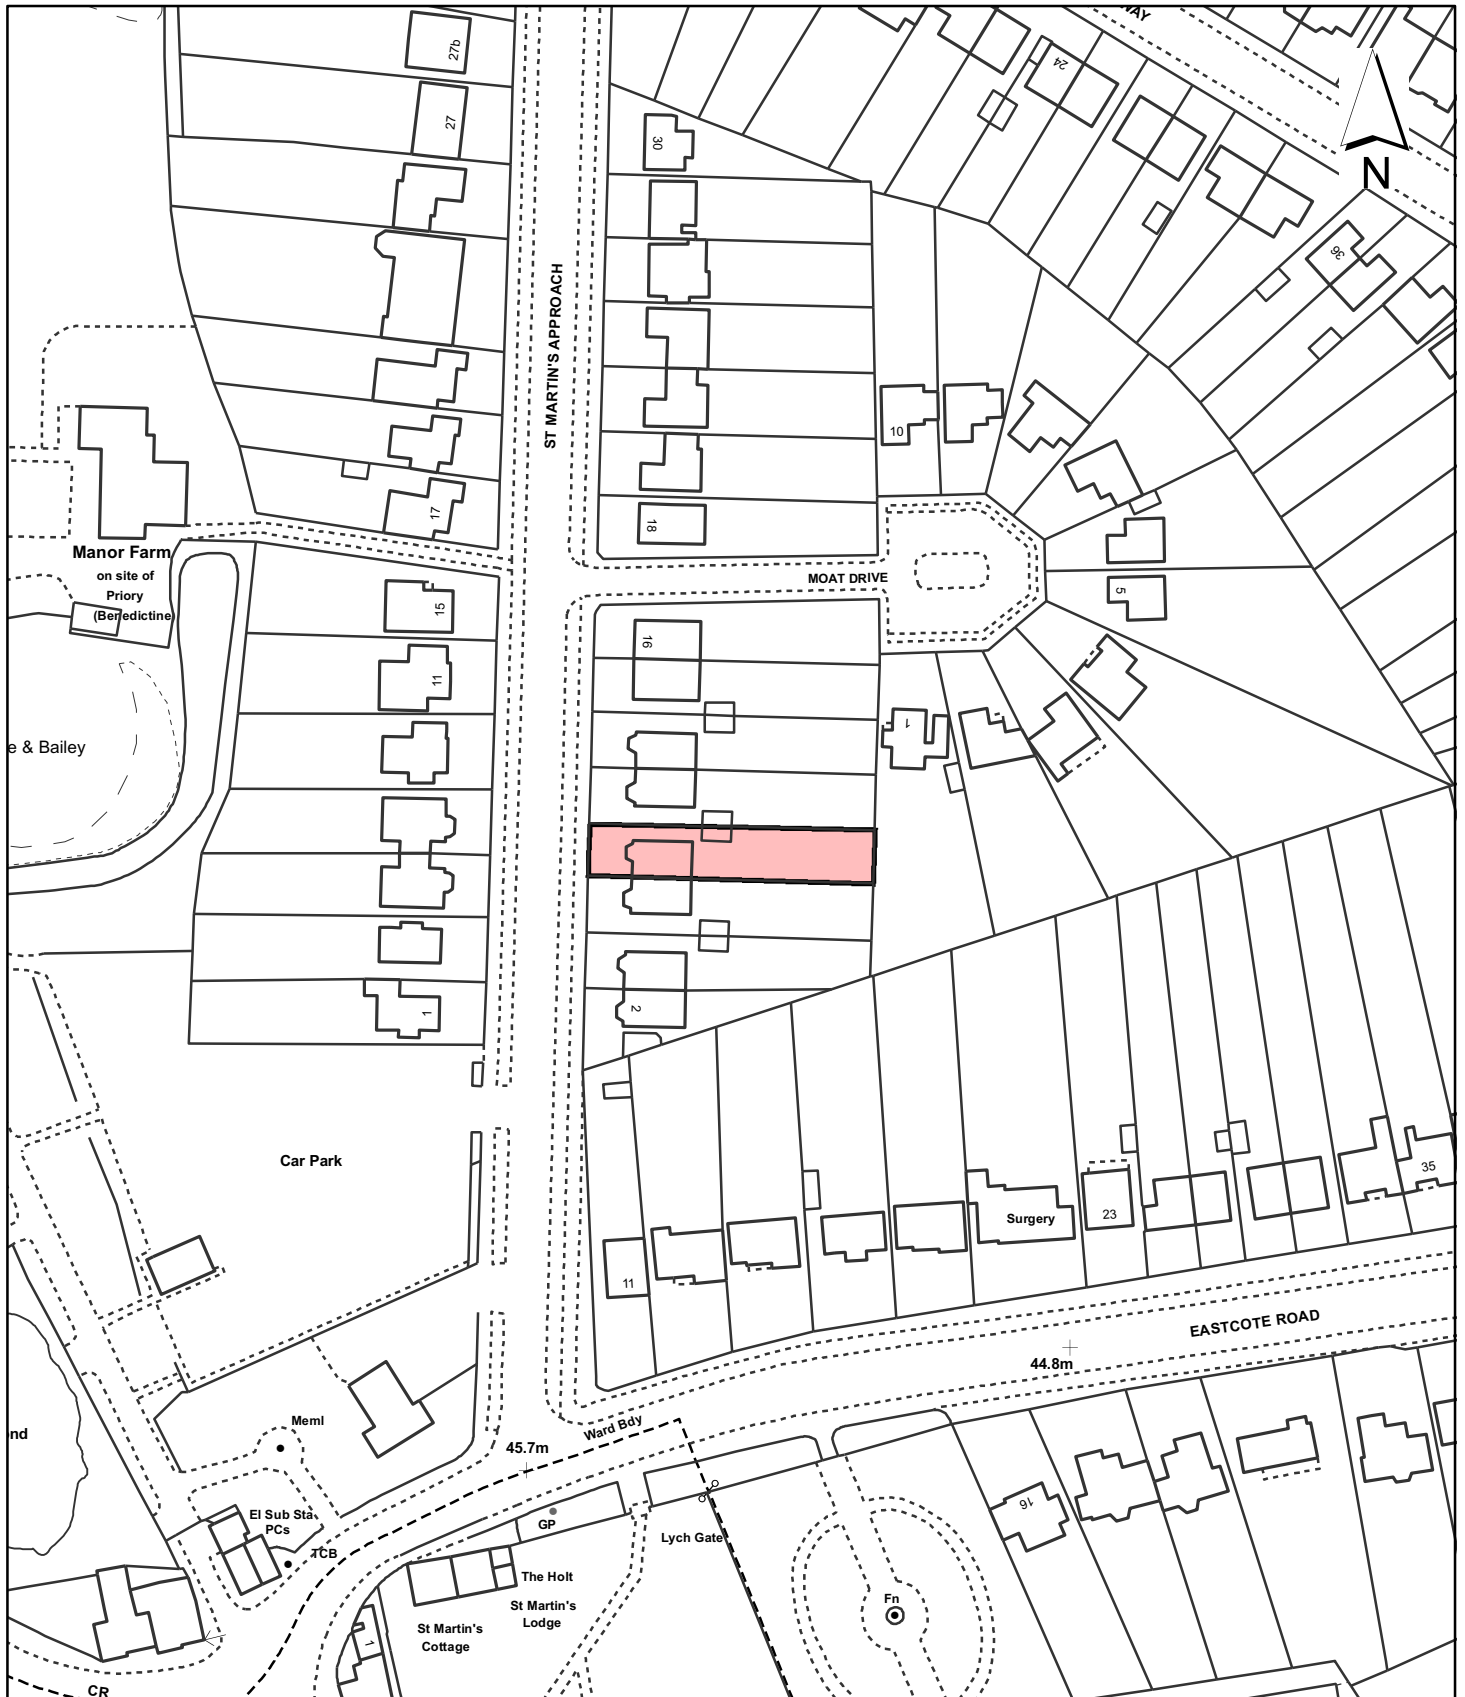 WAY
27b
24
27
30
N
36
ST MARTIN'S APPROACH
10
17
18
Manor Farm
on site of
Priory
(Benedictine)
MOAT DRIVE
5
15
16
11
1
e & Bailey
2
1
Car Park
Surgery
23
35
11
EASTCOTE ROAD
44.8m
Meml
Ward Bdy
nd
45.7m
16
El Sub Sta
PCs
GP
TCB
Lych Gate
The Holt
St Martin's
Lodge
Fn
St Martin's
Cottage
1
CR